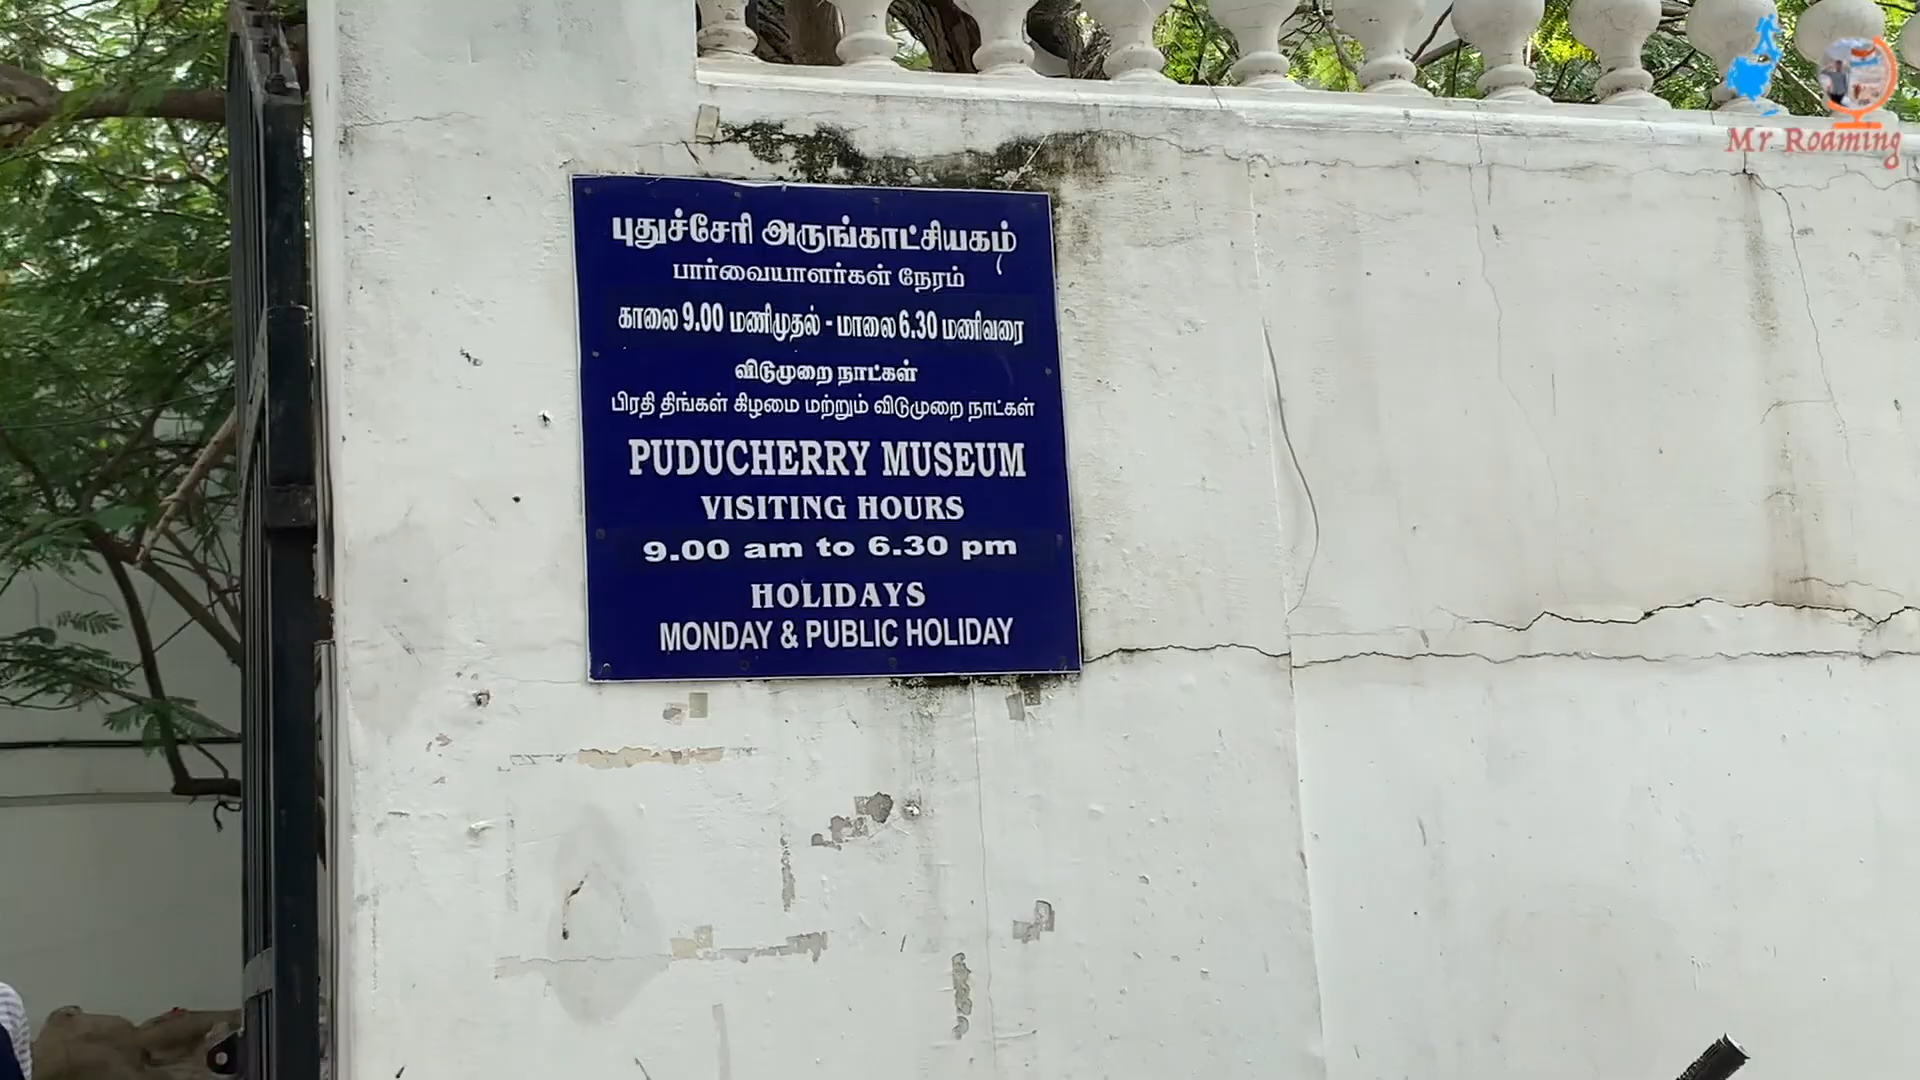 புதுச்சேரி அருங்காட்சியகம்
பார்வையாளர்கள் நேரம்
காலை 9.00 மணிமுதல் - மாலை 6.30 மணிவரை
விடுமுறை நாட்கள்
பிரதி திங்கள் கிழமை மற்றும் விடுமுறை நாட்கள்
PUDUCHERRY MUSEUM
VISITING HOURS
9.00 am to 6.30 pm
HOLIDAYS
MONDAY & PUBLIC HOLIDAY
Mr Roaming